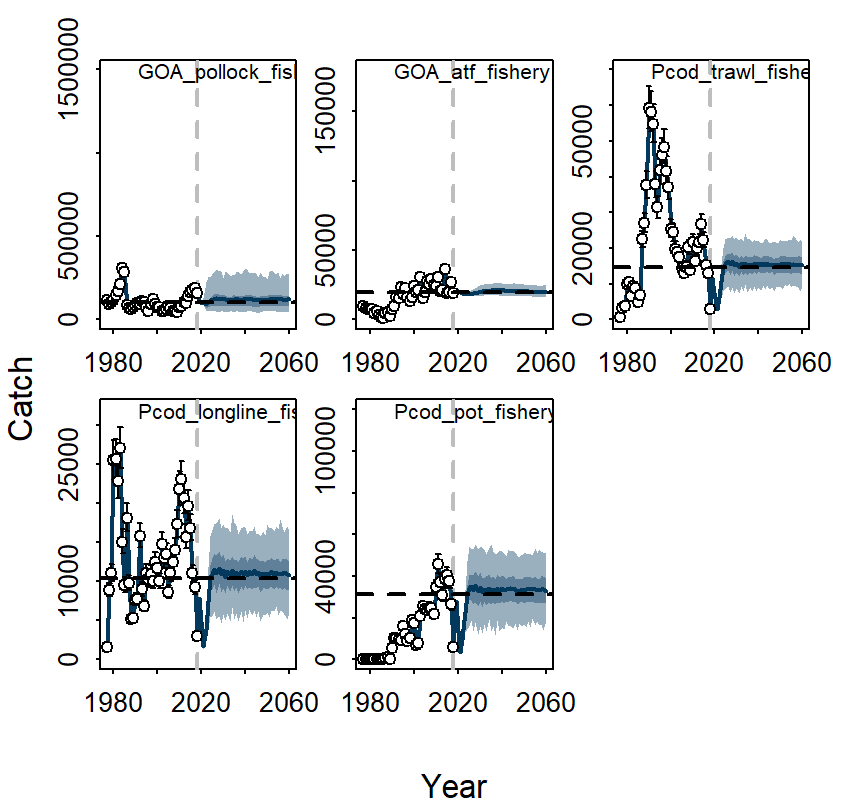 GOA_pollock_fish
GOA_atf_fishery
Pcod_trawl_fishe
1500000
500000
0
150000
50000
0
50000
20000
0
1980 2020 2060
1980 2020 2060
1980 2020 2060
Catch
Pcod_longline_fis
Pcod_pot_fishery
25000
10000
0
100000
40000
0
1980 2020 2060
1980 2020 2060
Year